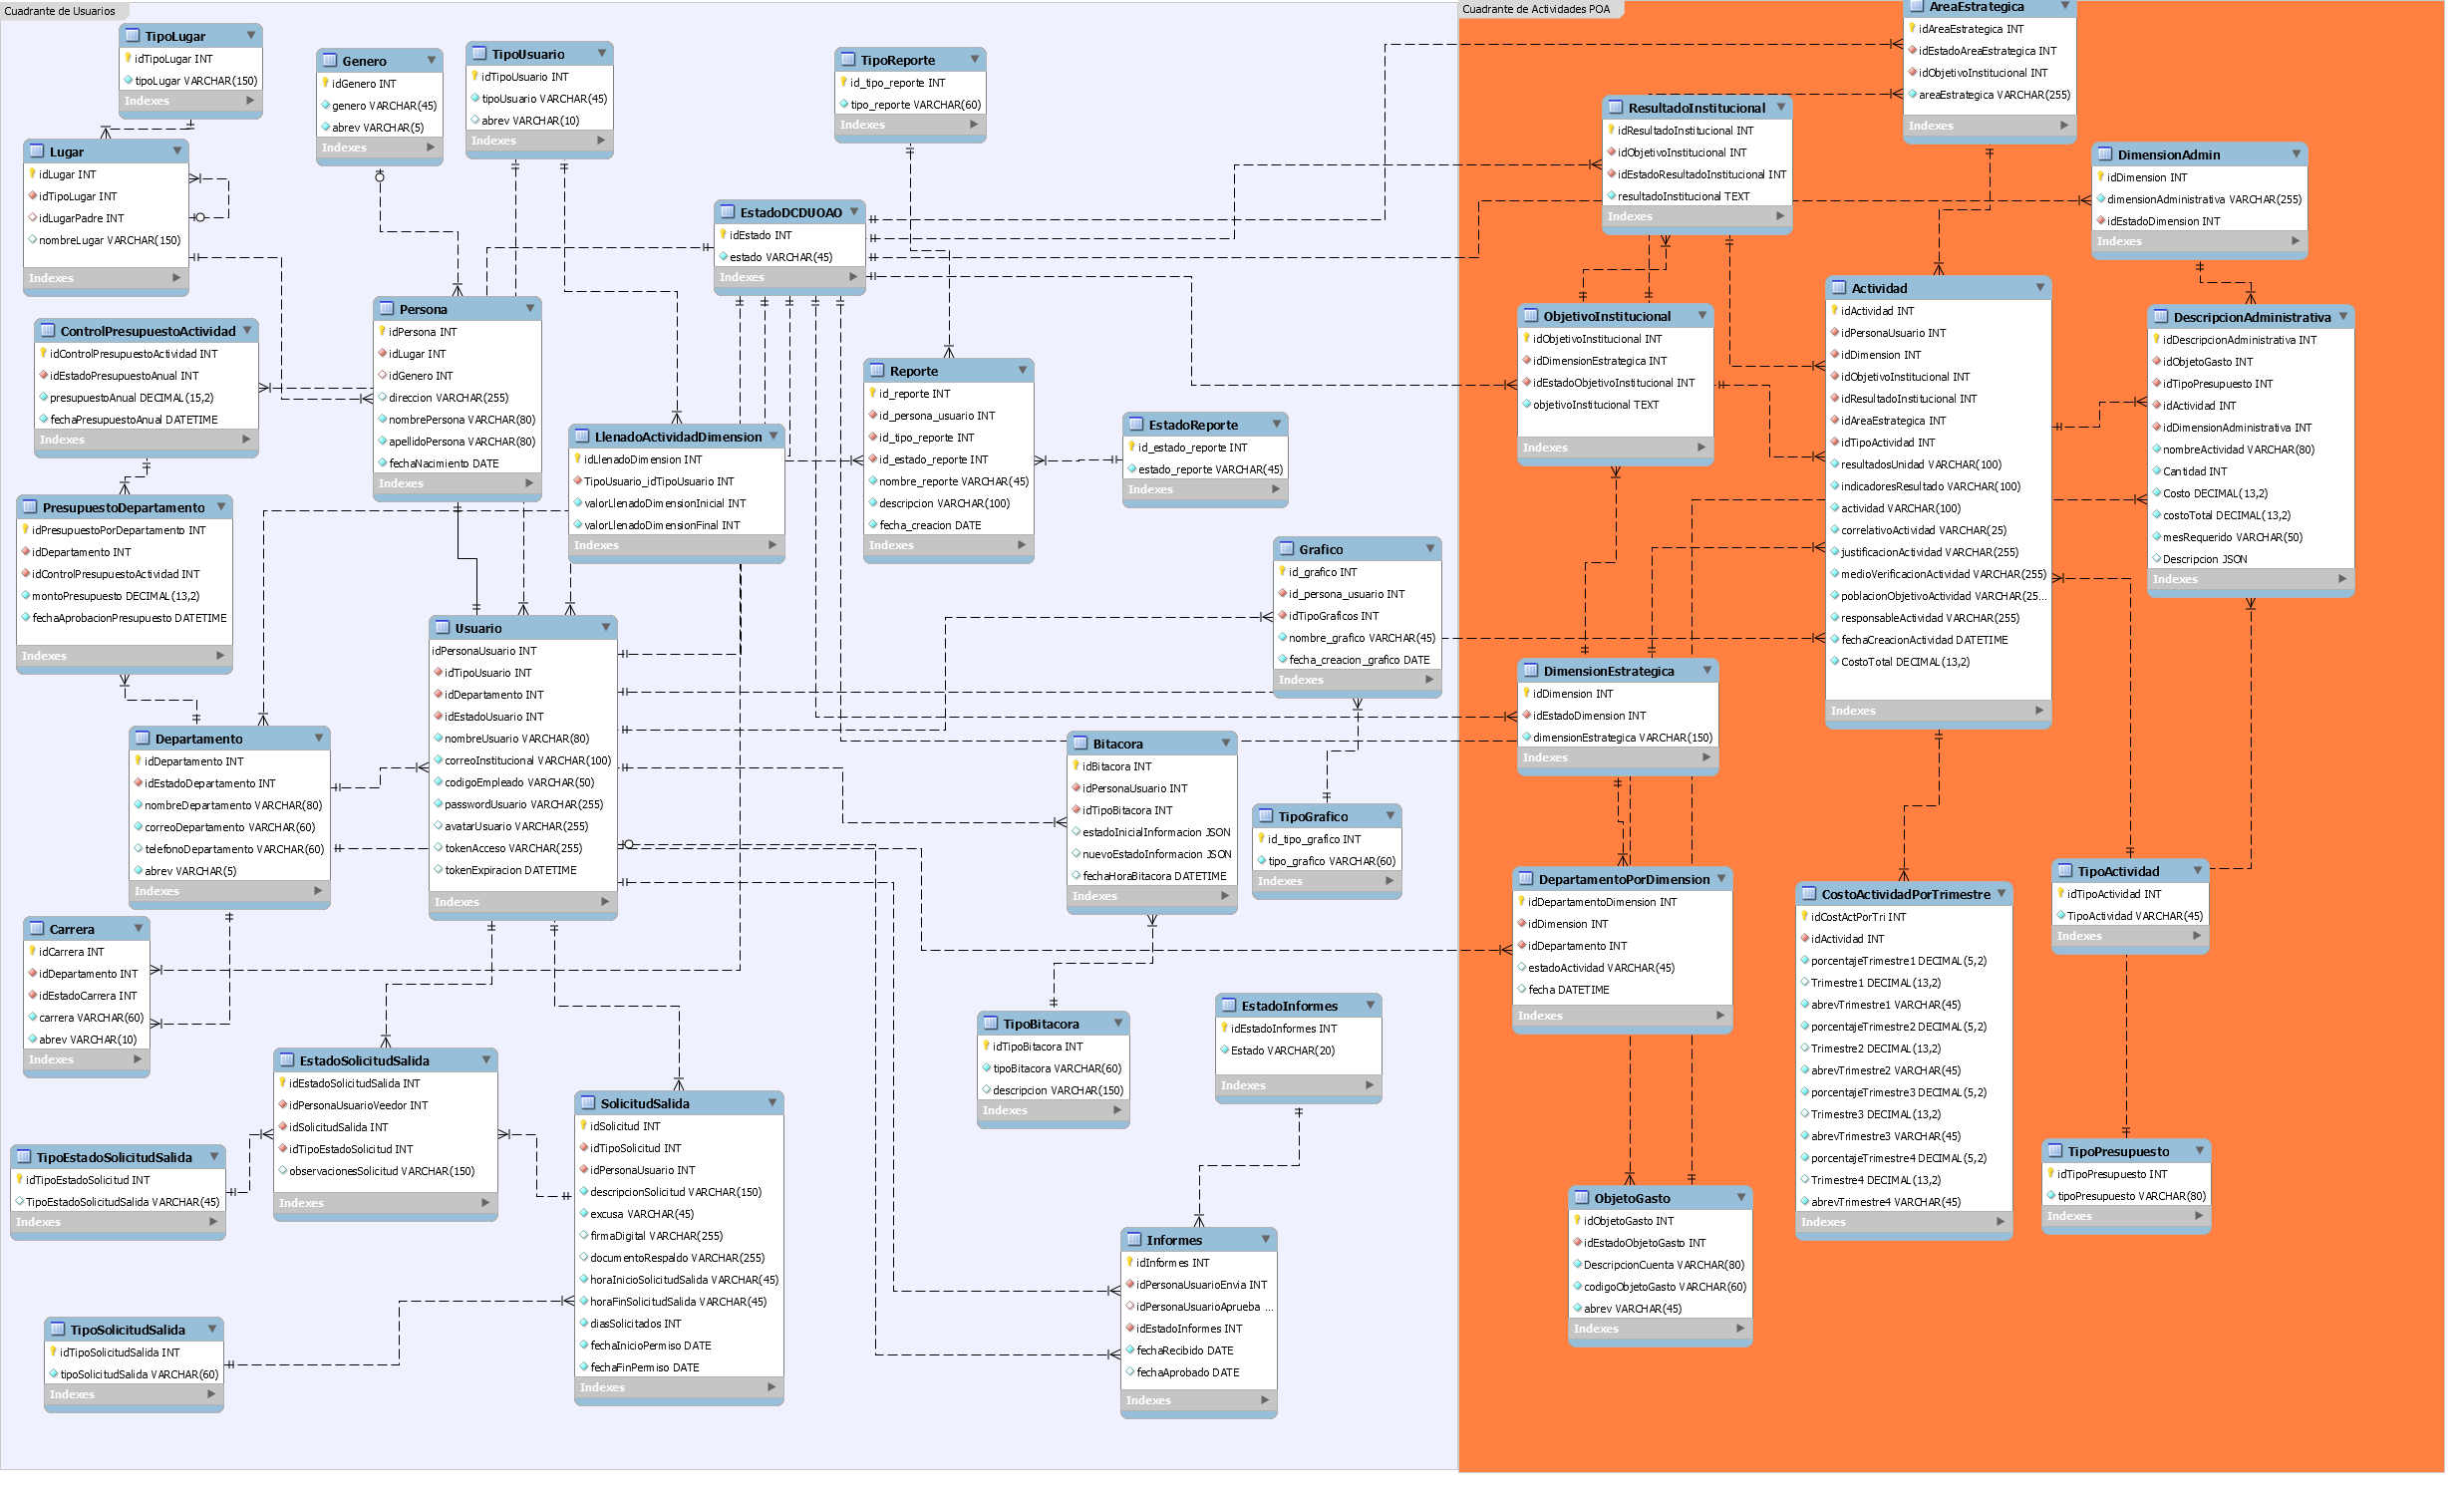 Cuadrante de Usuarios
TipoLugar
idTipoLugar INT
tipoLugar VARCHAR(150)
Indexes
Genero
idGenero INT
genero VARCHAR(45)
abrev VARCHAR(5)
Indexes
TipoUsuario
idTipoUsuario INT
tipoUsuario VARCHAR(45)
abrev VARCHAR(10)
Indexes
TipoReporte
id_tipo_reporte INT
tipo_reporte VARCHAR(60)
Indexes
Lugar
idLugar INT
idTipoLugar INT
idLugarPadre INT
nombreLugar VARCHAR(150)
Indexes
EstadoDCDUOAO
idEstado INT
estado VARCHAR(45)
Indexes
Persona
idPersona INT
idLugar INT
idGenero INT
direccion VARCHAR(255)
nombrePersona VARCHAR(80)
apellidoPersona VARCHAR(80)
fechaNacimiento DATE
Indexes
ControlPresupuestoActividad
idControlPresupuestoActividad INT
idEstadoPresupuestoAnual INT
presupuestoAnual DECIMAL(15,2)
fechaPresupuestoAnual DATETIME
Indexes
LlenadoActividadDimension
idLlenadoDimension INT
TipoUsuario_idTipoUsuario INT
valorLlenadoDimensionInicial INT
valorLlenadoDimensionFinal INT
Indexes
Reporte
id_reporte INT
id_persona_usuario INT
id_tipo_reporte INT
id_estado_reporte INT
nombre_reporte VARCHAR(45)
descripcion VARCHAR(100)
fecha_creacion DATE
Indexes
EstadoReporte
id_estado_reporte INT
estado_reporte VARCHAR(45)
Indexes
PresupuestoDepartamento
idPresupuestoPorDepartamento INT
idDepartamento INT
idControlPresupuestoActividad INT
montoPresupuesto DECIMAL(13,2)
fechaAprobacionPresupuesto DATETIME
Indexes
Grafico
id_grafico INT
id_persona_usuario INT
idTipoGraficos INT
nombre_grafico VARCHAR(45)
fecha_creacion_grafico DATE
Indexes
Usuario
idPersonaUsuario INT
idTipoUsuario INT
idDepartamento INT
idEstadoUsuario INT
nombreUsuario VARCHAR(80)
correoInstitucional VARCHAR(100)
codigoEmpleado VARCHAR(50)
passwordUsuario VARCHAR(255)
avatarUsuario VARCHAR(255)
tokenAcceso VARCHAR(255)
tokenExpiracion DATETIME
Indexes
Departamento
idDepartamento INT
idEstadoDepartamento INT
nombreDepartamento VARCHAR(80)
correoDepartamento VARCHAR(60)
telefonoDepartamento VARCHAR(60)
abrev VARCHAR(5)
Indexes
Bitacora
idBitacora INT
idPersonaUsuario INT
idTipoBitacora INT
estadoInicialInformacion JSON
nuevoEstadoInformacion JSON
fechaHoraBitacora DATETIME
Indexes
TipoGrafico
id_tipo_grafico INT
tipo_grafico VARCHAR(60)
Indexes
Carrera
idCarrera INT
idDepartamento INT
idEstadoCarrera INT
carrera VARCHAR(60)
abrev VARCHAR(10)
Indexes
EstadoSolicitudSalida
idEstadoSolicitudSalida INT
idPersonaUsuarioVeedor INT
idSolicitudSalida INT
idTipoEstadoSolicitud INT
observacionesSolicitud VARCHAR(150)
Indexes
TipoBitacora
idTipoBitacora INT
tipoBitacora VARCHAR(60)
descripcion VARCHAR(150)
Indexes
EstadoInformes
idEstadoInformes INT
Estado VARCHAR(20)
Indexes
SolicitudSalida
idSolicitud INT
idTipoSolicitud INT
idPersonaUsuario INT
descripcionSolicitud VARCHAR(150)
excusa VARCHAR(45)
firmaDigital VARCHAR(255)
documentoRespaldo VARCHAR(255)
horaInicioSolicitudSalida VARCHAR(45)
horaFinSolicitudSalida VARCHAR(45)
diasSolicitados INT
fechaInicioPermiso DATE
fechaFinPermiso DATE
Indexes
TipoEstadoSolicitudSalida
idTipoEstadoSolicitud INT
TipoEstadoSolicitudSalida VARCHAR(45)
Indexes
Informes
idInformes INT
idPersonaUsuarioEnvia INT
idPersonaUsuarioAprueba ...
idEstadoInformes INT
fechaRecibido DATE
fechaAprobado DATE
Indexes
TipoSolicitudSalida
idTipoSolicitudSalida INT
tipoSolicitudSalida VARCHAR(60)
Indexes
Cuadrante de Actividades POA
AreaEstrategica
idAreaEstrategica INT
idEstadoAreaEstrategica INT
idObjetivoInstitucional INT
areaEstrategica VARCHAR(255)
Indexes
ResultadoInstitucional
idResultadoInstitucional INT
idObjetivoInstitucional INT
idEstadoResultadoInstitucional INT
resultadoInstitucional TEXT
Indexes
DimensionAdmin
idDimension INT
dimensionAdministrativa VARCHAR(255)
idEstadoDimension INT
Indexes
ObjetivoInstitucional
idObjetivoInstitucional INT
idDimensionEstrategica INT
idEstadoObjetivoInstitucional INT
objetivoInstitucional TEXT
Indexes
Actividad
idActividad INT
idPersonaUsuario INT
idDimension INT
idObjetivoInstitucional INT
idResultadoInstitucional INT
idAreaEstrategica INT
idTipoActividad INT
resultadosUnidad VARCHAR(100)
indicadoresResultado VARCHAR(100)
actividad VARCHAR(100)
correlativoActividad VARCHAR(25)
justificacionActividad VARCHAR(255)
medioVerificacionActividad VARCHAR(255)
poblacionObjetivoActividad VARCHAR(25...
responsableActividad VARCHAR(255)
fechaCreacionActividad DATETIME
CostoTotal DECIMAL(13,2)
Indexes
DescripcionAdministrativa
idDescripcionAdministrativa INT
idObjetoGasto INT
idTipoPresupuesto INT
idActividad INT
idDimensionAdministrativa INT
nombreActividad VARCHAR(80)
Cantidad INT
Costo DECIMAL(13,2)
costoTotal DECIMAL(13,2)
mesRequerido VARCHAR(50)
Descripcion JSON
Indexes
DimensionEstrategica
idDimension INT
idEstadoDimension INT
dimensionEstrategica VARCHAR(150)
Indexes
DepartamentoPorDimension
idDepartamentoDimension INT
idDimension INT
idDepartamento INT
estadoActividad VARCHAR(45)
fecha DATETIME
Indexes
CostoActividadPorTrimestre
idCostActPorTri INT
idActividad INT
porcentajeTrimestre1 DECIMAL(5,2)
Trimestre1 DECIMAL(13,2)
abrevTrimestre1 VARCHAR(45)
porcentajeTrimestre2 DECIMAL(5,2)
Trimestre2 DECIMAL(13,2)
abrevTrimestre2 VARCHAR(45)
porcentajeTrimestre3 DECIMAL(5,2)
Trimestre3 DECIMAL(13,2)
abrevTrimestre3 VARCHAR(45)
porcentajeTrimestre4 DECIMAL(5,2)
Trimestre4 DECIMAL(13,2)
abrevTrimestre4 VARCHAR(45)
Indexes
TipoActividad
idTipoActividad INT
TipoActividad VARCHAR(45)
Indexes
TipoPresupuesto
idTipoPresupuesto INT
tipoPresupuesto VARCHAR(80)
Indexes
ObjetoGasto
idObjetoGasto INT
idEstadoObjetoGasto INT
DescripcionCuenta VARCHAR(80)
codigoObjetoGasto VARCHAR(60)
abrev VARCHAR(45)
Indexes